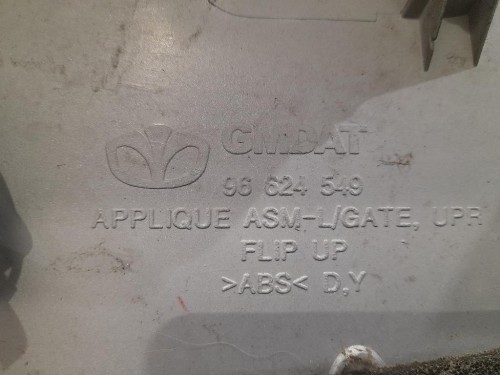 GMDAT
96 624 549
APPLIQUE ASM-L/GATE, UPR
FLIP UP
>ABS< D,Y